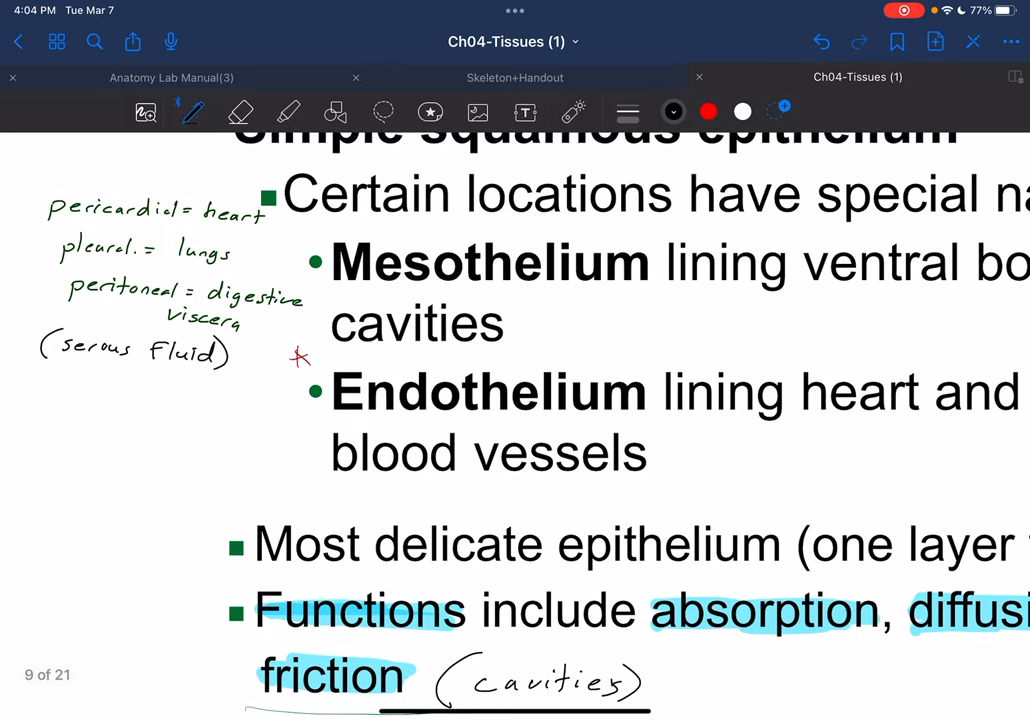 4:04 PM Tue Mar 7
77%
Ch04-Tissues (1)
Anatomy Lab Manual(3)
Skeleton+Handout
Ch04-Tissues (1)
Simple squamous epithelium
Certain locations have special na
pericardial = heart
pleural. = lungs
peritoneal = digestive
viscera
(serous fluid)
• Mesothelium lining ventral bo
cavities
• Endothelium lining heart and
blood vessels
Most delicate epithelium (one layer
Functions include absorption, diffusi
friction (cavities)
9 of 21